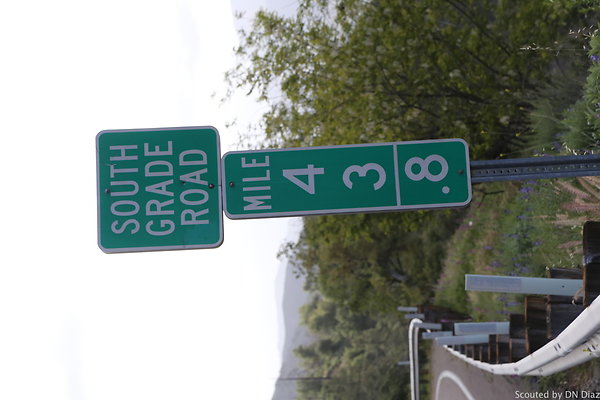 SOUTH
GRADE
ROAD
MILE
4
3
.8
Scouted by DN Diaz